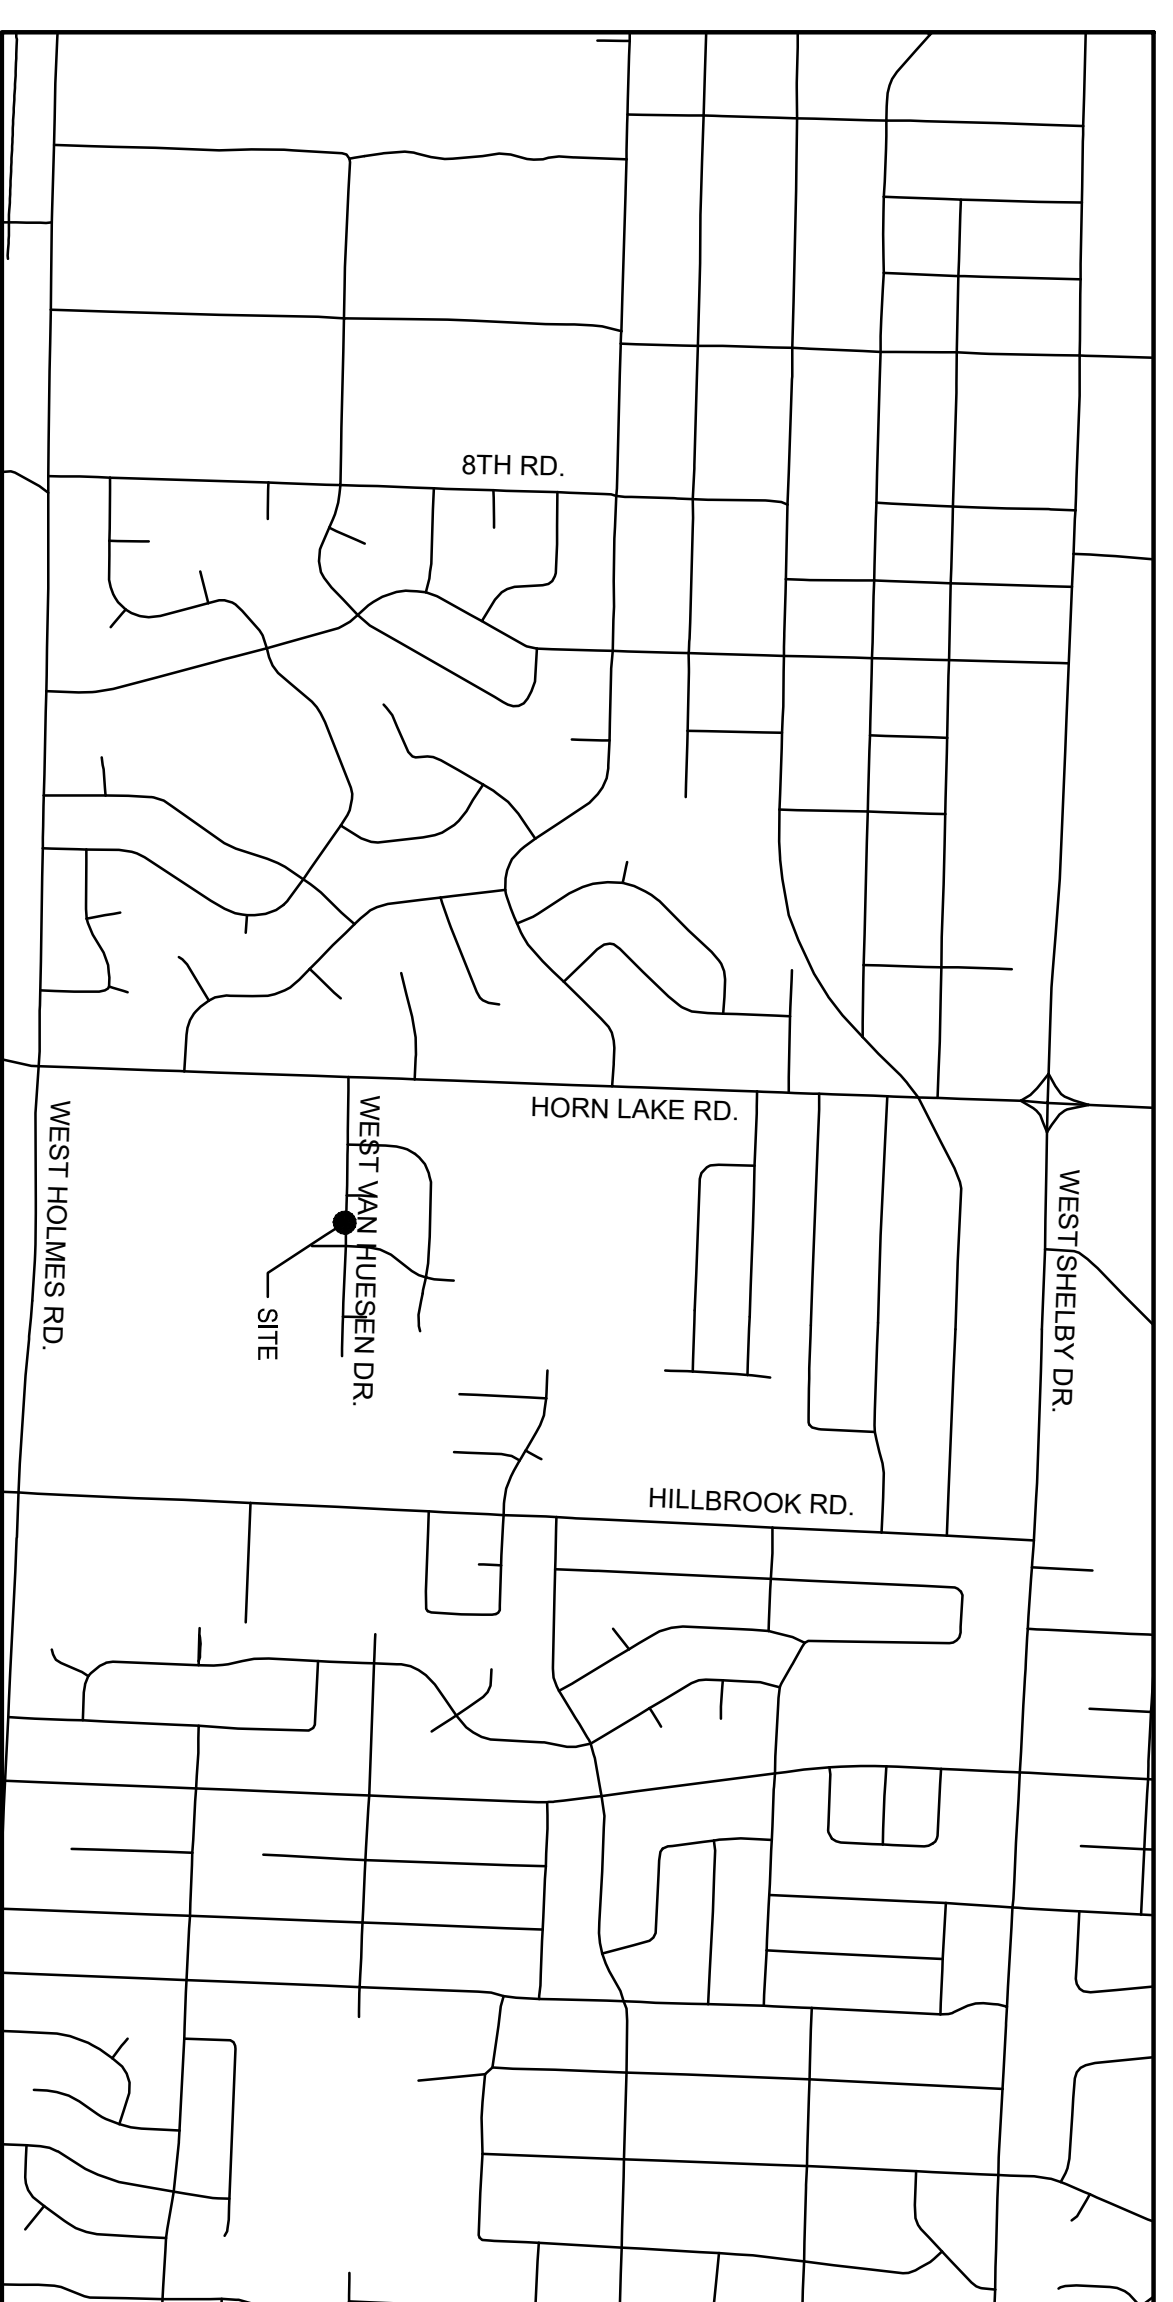 8TH RD.
HORN LAKE RD.
WEST HOLMES RD.
WEST VAN HUESEN DR.
WEST SHELBY DR.
SITE
HILLBROOK RD.